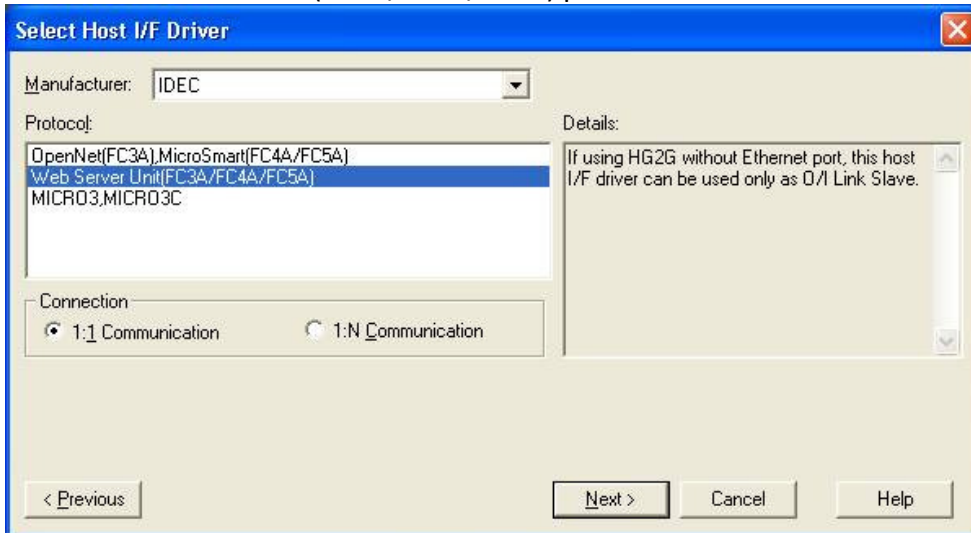 Select Host I/F Driver
Manufacturer: IDEC
Protocol:
OpenNet(FC3A),MicroSmart(FC4A/FC5A)
Web Server Unit(FC3A/FC4A/FC5A)
MICRO3,MICRO3C
Details:
If using HG2G without Ethernet port, this host
I/F driver can be used only as O/I Link Slave.
Connection
1:1 Communication
1:N Communication
< Previous
Next >
Cancel
Help